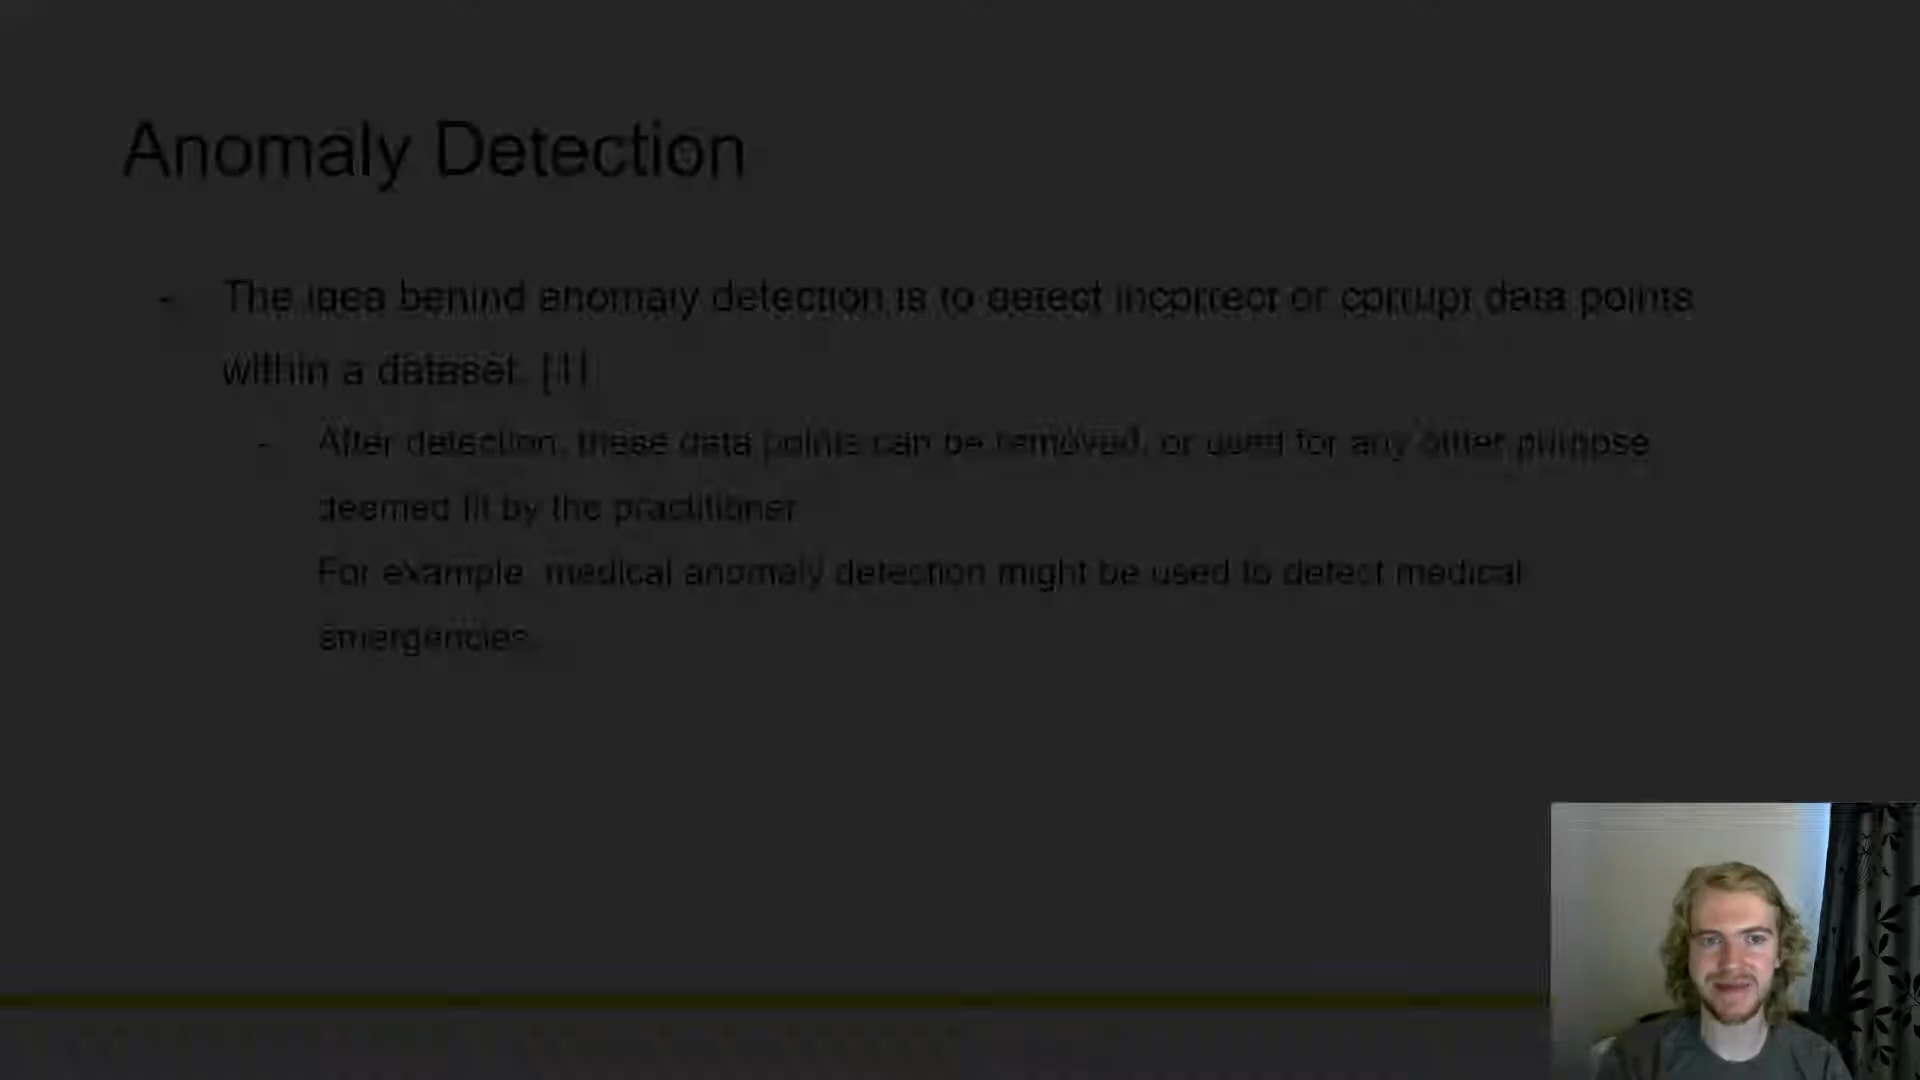 Anomaly Detection
- The idea behind anomaly detection is to detect incorrect or corrupt data points
within a dataset. [1]
- After detection, these data points can be removed, or used for any other purpose
deemed fit by the practitioner
For example, medical anomaly detection might be used to detect medical
emergencies.